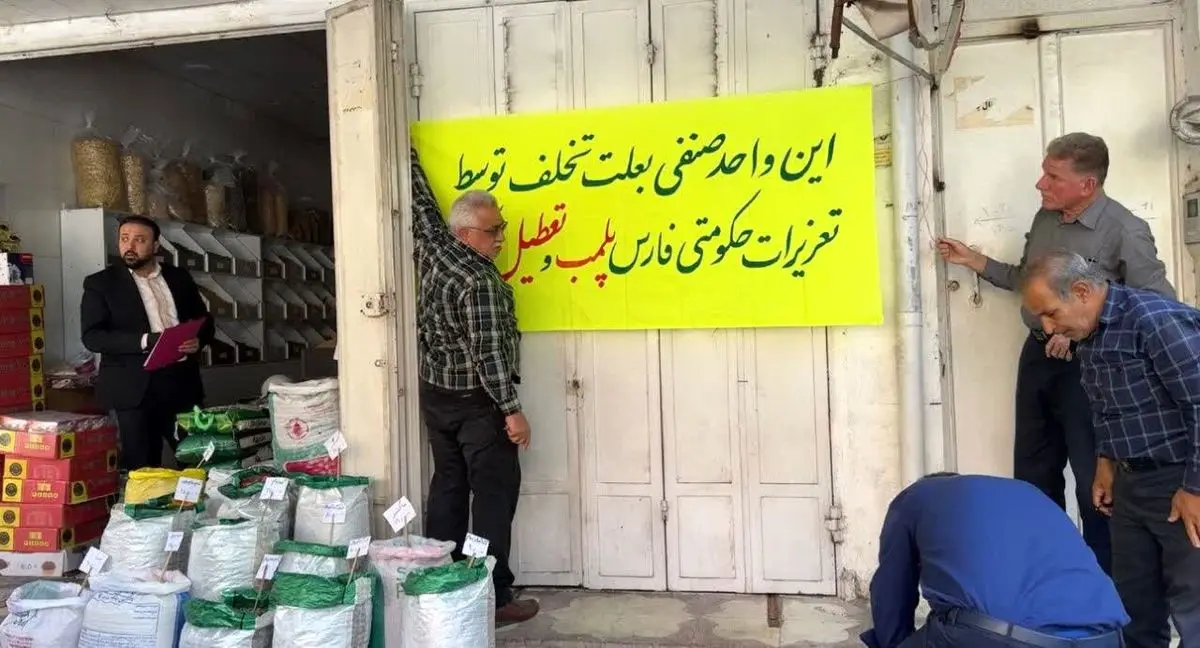 این واحد صنفی بعلت تخلف توسط
تعزیرات حکومتی فارس پلمب و تعطیل